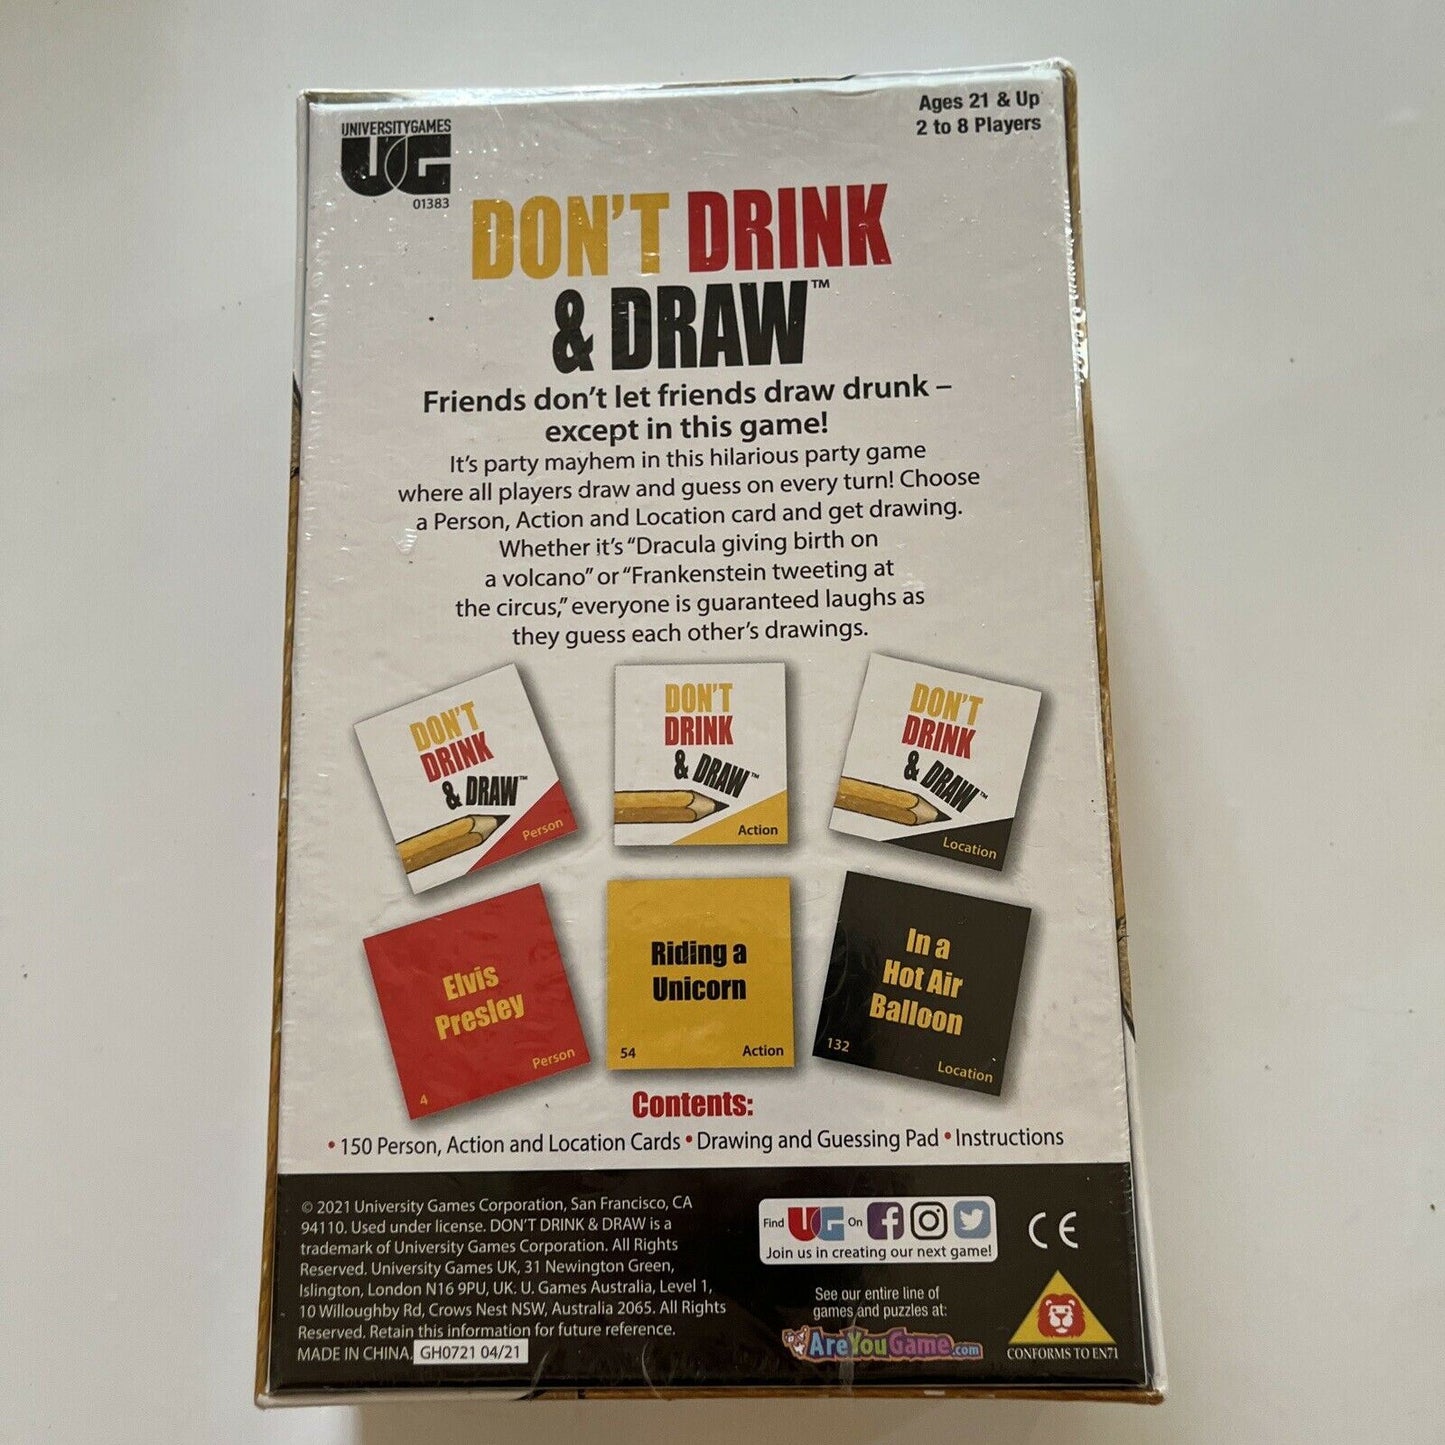 UNIVERSITYGAMES
UG
01383
Ages 21 & Up
2 to 8 Players
DON'T DRINK
& DRAW™
Friends don't let friends draw drunk –
except in this game!
It's party mayhem in this hilarious party game
where all players draw and guess on every turn! Choose
a Person, Action and Location card and get drawing.
Whether it's "Dracula giving birth on
a volcano" or "Frankenstein tweeting at
the circus," everyone is guaranteed laughs as
they guess each other's drawings.
DON'T
DRINK
& DRAW™
Person
DON'T
DRINK
& DRAW™
Action
DON'T
DRINK
& DRAW™
Location
Elvis
Presley
4
Person
Riding a
Unicorn
54
Action
In a
Hot Air
Balloon
132
Location
Contents:
• 150 Person, Action and Location Cards • Drawing and Guessing Pad • Instructions
© 2021 University Games Corporation, San Francisco, CA
94110. Used under license. DON'T DRINK & DRAW is a
trademark of University Games Corporation. All Rights
Reserved. University Games UK, 31 Newington Green,
Islington, London N16 9PU, UK. U. Games Australia, Level 1,
10 Willoughby Rd, Crows Nest NSW, Australia 2065. All Rights
Reserved. Retain this information for future reference.
MADE IN CHINA. GH0721 04/21
Find UG On
Join us in creating our next game!
See our entire line of
games and puzzles at:
AreYouGame.com
CE
CONFORMS TO EN71